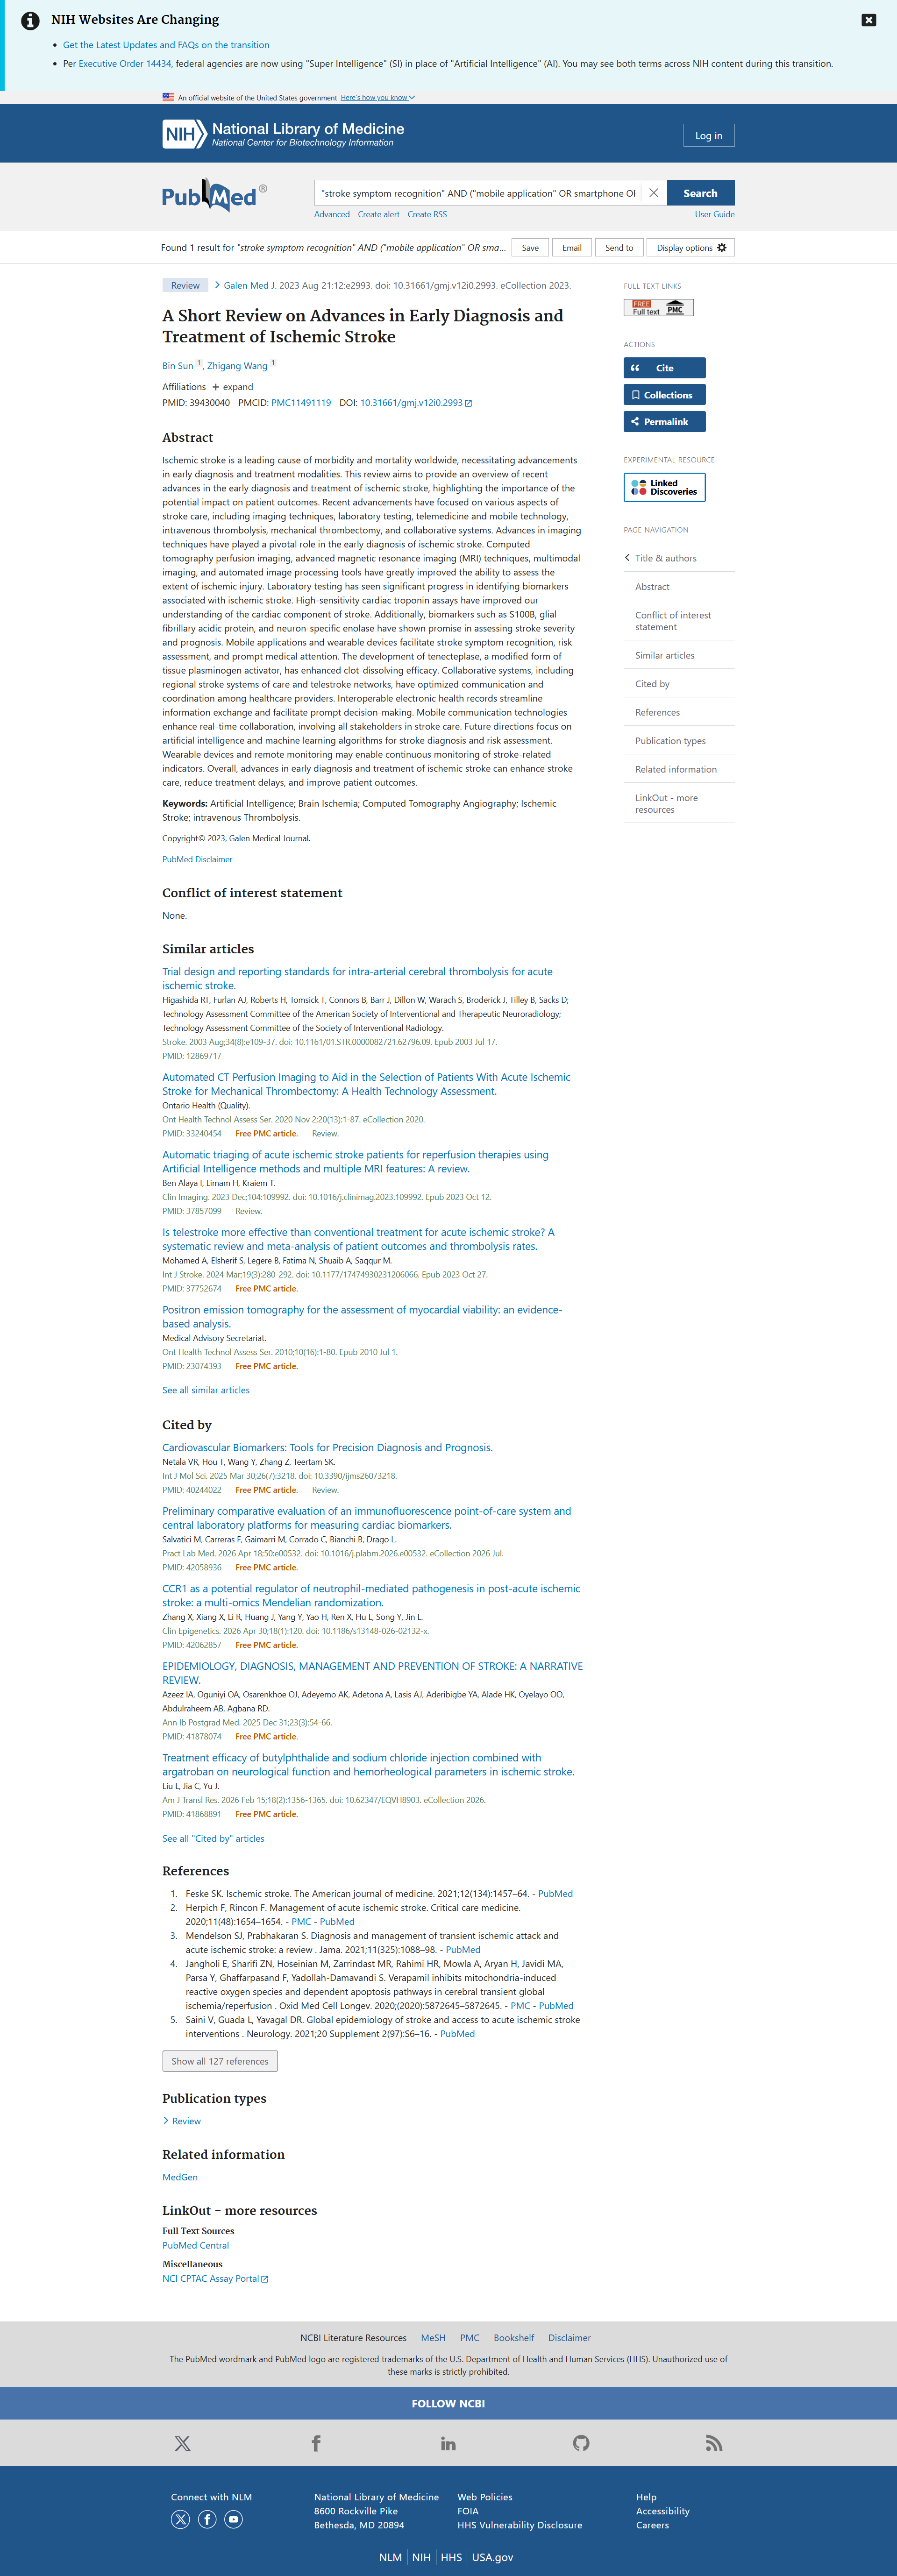 NIH Websites Are Changing
Get the Latest Updates and FAQs on the transition
Per Executive Order 14434, federal agencies are now using "Super Intelligence" (SI) in place of "Artificial Intelligence" (AI). You may see both terms across NIH content during this transition.
An official website of the United States government Here's how you know
NIH National Library of Medicine
National Center for Biotechnology Information
Log in
PubMed®
"stroke symptom recognition" AND ("mobile application" OR smartphone OF
Search
Advanced Create alert Create RSS
User Guide
Found 1 result for "stroke symptom recognition" AND ("mobile application" OR sma...
Save Email Send to Display options
Review Galen Med J. 2023 Aug 21:12:e2993. doi: 10.31661/gmj.v12i0.2993. eCollection 2023.
A Short Review on Advances in Early Diagnosis and
Treatment of Ischemic Stroke
Bin Sun 1, Zhigang Wang 1
Affiliations + expand
PMID: 39430040 PMCID: PMC11491119 DOI: 10.31661/gmj.v12i0.2993
Abstract
Ischemic stroke is a leading cause of morbidity and mortality worldwide, necessitating advancements
in early diagnosis and treatment modalities. This review aims to provide an overview of recent
advances in the early diagnosis and treatment of ischemic stroke, highlighting the importance of the
potential impact on patient outcomes. Recent advancements have focused on various aspects of
stroke care, including imaging techniques, laboratory testing, telemedicine and mobile technology,
intravenous thrombolysis, mechanical thrombectomy, and collaborative systems. Advances in imaging
techniques have played a pivotal role in the early diagnosis of ischemic stroke. Computed
tomography perfusion imaging, advanced magnetic resonance imaging (MRI) techniques, multimodal
imaging, and automated image processing tools have greatly improved the ability to assess the
extent of ischemic injury. Laboratory testing has seen significant progress in identifying biomarkers
associated with ischemic stroke. High-sensitivity cardiac troponin assays have improved our
understanding of the cardiac component of stroke. Additionally, biomarkers such as S100B, glial
fibrillary acidic protein, and neuron-specific enolase have shown promise in assessing stroke severity
and prognosis. Mobile applications and wearable devices facilitate stroke symptom recognition, risk
assessment, and prompt medical attention. The development of tenecteplase, a modified form of
tissue plasminogen activator, has enhanced clot-dissolving efficacy. Collaborative systems, including
regional stroke systems of care and telestroke networks, have optimized communication and
coordination among healthcare providers. Interoperable electronic health records streamline
information exchange and facilitate prompt decision-making. Mobile communication technologies
enhance real-time collaboration, involving all stakeholders in stroke care. Future directions focus on
artificial intelligence and machine learning algorithms for stroke diagnosis and risk assessment.
Wearable devices and remote monitoring may enable continuous monitoring of stroke-related
indicators. Overall, advances in early diagnosis and treatment of ischemic stroke can enhance stroke
care, reduce treatment delays, and improve patient outcomes.
Keywords: Artificial Intelligence; Brain Ischemia; Computed Tomography Angiography; Ischemic
Stroke; intravenous Thrombolysis.
Copyright© 2023, Galen Medical Journal.
PubMed Disclaimer
Conflict of interest statement
None.
Similar articles
Trial design and reporting standards for intra-arterial cerebral thrombolysis for acute
ischemic stroke.
Higashida RT, Furlan AJ, Roberts H, Tomsick T, Connors B, Barr J, Dillon W, Warach S, Broderick J, Tilley B, Sacks D;
Technology Assessment Committee of the American Society of Interventional and Therapeutic Neuroradiology;
Technology Assessment Committee of the Society of Interventional Radiology.
Stroke. 2003 Aug;34(8):e109-37. doi: 10.1161/01.STR.0000082721.62796.09. Epub 2003 Jul 17.
PMID: 12869717
Automated CT Perfusion Imaging to Aid in the Selection of Patients With Acute Ischemic
Stroke for Mechanical Thrombectomy: A Health Technology Assessment.
Ontario Health (Quality).
Ont Health Technol Assess Ser. 2020 Nov 2;20(13):1-87. eCollection 2020.
PMID: 33240454 Free PMC article. Review.
Automatic triaging of acute ischemic stroke patients for reperfusion therapies using
Artificial Intelligence methods and multiple MRI features: A review.
Ben Alaya I, Limam H, Kraiem T.
Clin Imaging. 2023 Dec;104:109992. doi: 10.1016/j.clinimag.2023.109992. Epub 2023 Oct 12.
PMID: 37857099 Review.
Is telestroke more effective than conventional treatment for acute ischemic stroke? A
systematic review and meta-analysis of patient outcomes and thrombolysis rates.
Mohamed A, Elsherif S, Legere B, Fatima N, Shuaib A, Saqqur M.
Int J Stroke. 2024 Mar;19(3):280-292. doi: 10.1177/17474930231206066. Epub 2023 Oct 27.
PMID: 37752674 Free PMC article.
Positron emission tomography for the assessment of myocardial viability: an evidence-
based analysis.
Medical Advisory Secretariat.
Ont Health Technol Assess Ser. 2010;10(16):1-80. Epub 2010 Jul 1.
PMID: 23074393 Free PMC article.
See all similar articles
Cited by
Cardiovascular Biomarkers: Tools for Precision Diagnosis and Prognosis.
Netala VR, Hou T, Wang Y, Zhang Z, Teertam SK.
Int J Mol Sci. 2025 Mar 30;26(7):3218. doi: 10.3390/ijms26073218.
PMID: 40244022 Free PMC article. Review.
Preliminary comparative evaluation of an immunofluorescence point-of-care system and
central laboratory platforms for measuring cardiac biomarkers.
Salvatici M, Carreras F, Gaimarri M, Corrado C, Bianchi B, Drago L.
Pract Lab Med. 2026 Apr 18;50:e00532. doi: 10.1016/j.plabm.2026.e00532. eCollection 2026 Jul.
PMID: 42058936 Free PMC article.
CCR1 as a potential regulator of neutrophil-mediated pathogenesis in post-acute ischemic
stroke: a multi-omics Mendelian randomization.
Zhang X, Xiang X, Li R, Huang J, Yang Y, Yao H, Ren X, Hu L, Song Y, Jin L.
Clin Epigenetics. 2026 Apr 30;18(1):120. doi: 10.1186/s13148-026-02132-x.
PMID: 42062857 Free PMC article.
EPIDEMIOLOGY, DIAGNOSIS, MANAGEMENT AND PREVENTION OF STROKE: A NARRATIVE
REVIEW.
Azeez IA, Oguniyi OA, Osarenkhoe OJ, Adeyemo AK, Adetona A, Lasis AJ, Aderibigbe YA, Alade HK, Oyelayo OO,
Abdulraheem AB, Agbana RD.
Ann Ib Postgrad Med. 2025 Dec 31;23(3):54-66.
PMID: 41878074 Free PMC article.
Treatment efficacy of butylphthalide and sodium chloride injection combined with
argatroban on neurological function and hemorheological parameters in ischemic stroke.
Liu L, Jia C, Yu J.
Am J Transl Res. 2026 Feb 15;18(2):1356-1365. doi: 10.62347/EQVH8903. eCollection 2026.
PMID: 41868891 Free PMC article.
See all "Cited by" articles
References
1. Feske SK. Ischemic stroke. The American journal of medicine. 2021;12(134):1457–64. - PubMed
2. Herpich F, Rincon F. Management of acute ischemic stroke. Critical care medicine.
2020;11(48):1654–1654. - PMC - PubMed
3. Mendelson SJ, Prabhakaran S. Diagnosis and management of transient ischemic attack and
acute ischemic stroke: a review . Jama. 2021;11(325):1088–98. - PubMed
4. Jangholi E, Sharifi ZN, Hoseinian M, Zarrindast MR, Rahimi HR, Mowla A, Aryan H, Javidi MA,
Parsa Y, Ghaffarpasand F, Yadollah-Damavandi S. Verapamil inhibits mitochondria-induced
reactive oxygen species and dependent apoptosis pathways in cerebral transient global
ischemia/reperfusion . Oxid Med Cell Longev. 2020;(2020):5872645–5872645. - PMC - PubMed
5. Saini V, Guada L, Yavagal DR. Global epidemiology of stroke and access to acute ischemic stroke
interventions . Neurology. 2021;20 Supplement 2(97):S6–16. - PubMed
Show all 127 references
Publication types
Review
Related information
MedGen
LinkOut - more resources
Full Text Sources
PubMed Central
Miscellaneous
NCI CPTAC Assay Portal
FULL TEXT LINKS
FREE Full text PMC
ACTIONS
Cite
Collections
Permalink
EXPERIMENTAL RESOURCE
Linked
Discoveries
PAGE NAVIGATION
Title & authors
Abstract
Conflict of interest
statement
Similar articles
Cited by
References
Publication types
Related information
LinkOut - more
resources
NCBI Literature Resources MeSH PMC Bookshelf Disclaimer
The PubMed wordmark and PubMed logo are registered trademarks of the U.S. Department of Health and Human Services (HHS). Unauthorized use of
these marks is strictly prohibited.
FOLLOW NCBI
Connect with NLM
National Library of Medicine
8600 Rockville Pike
Bethesda, MD 20894
Web Policies
FOIA
HHS Vulnerability Disclosure
Help
Accessibility
Careers
NLM NIH HHS USA.gov